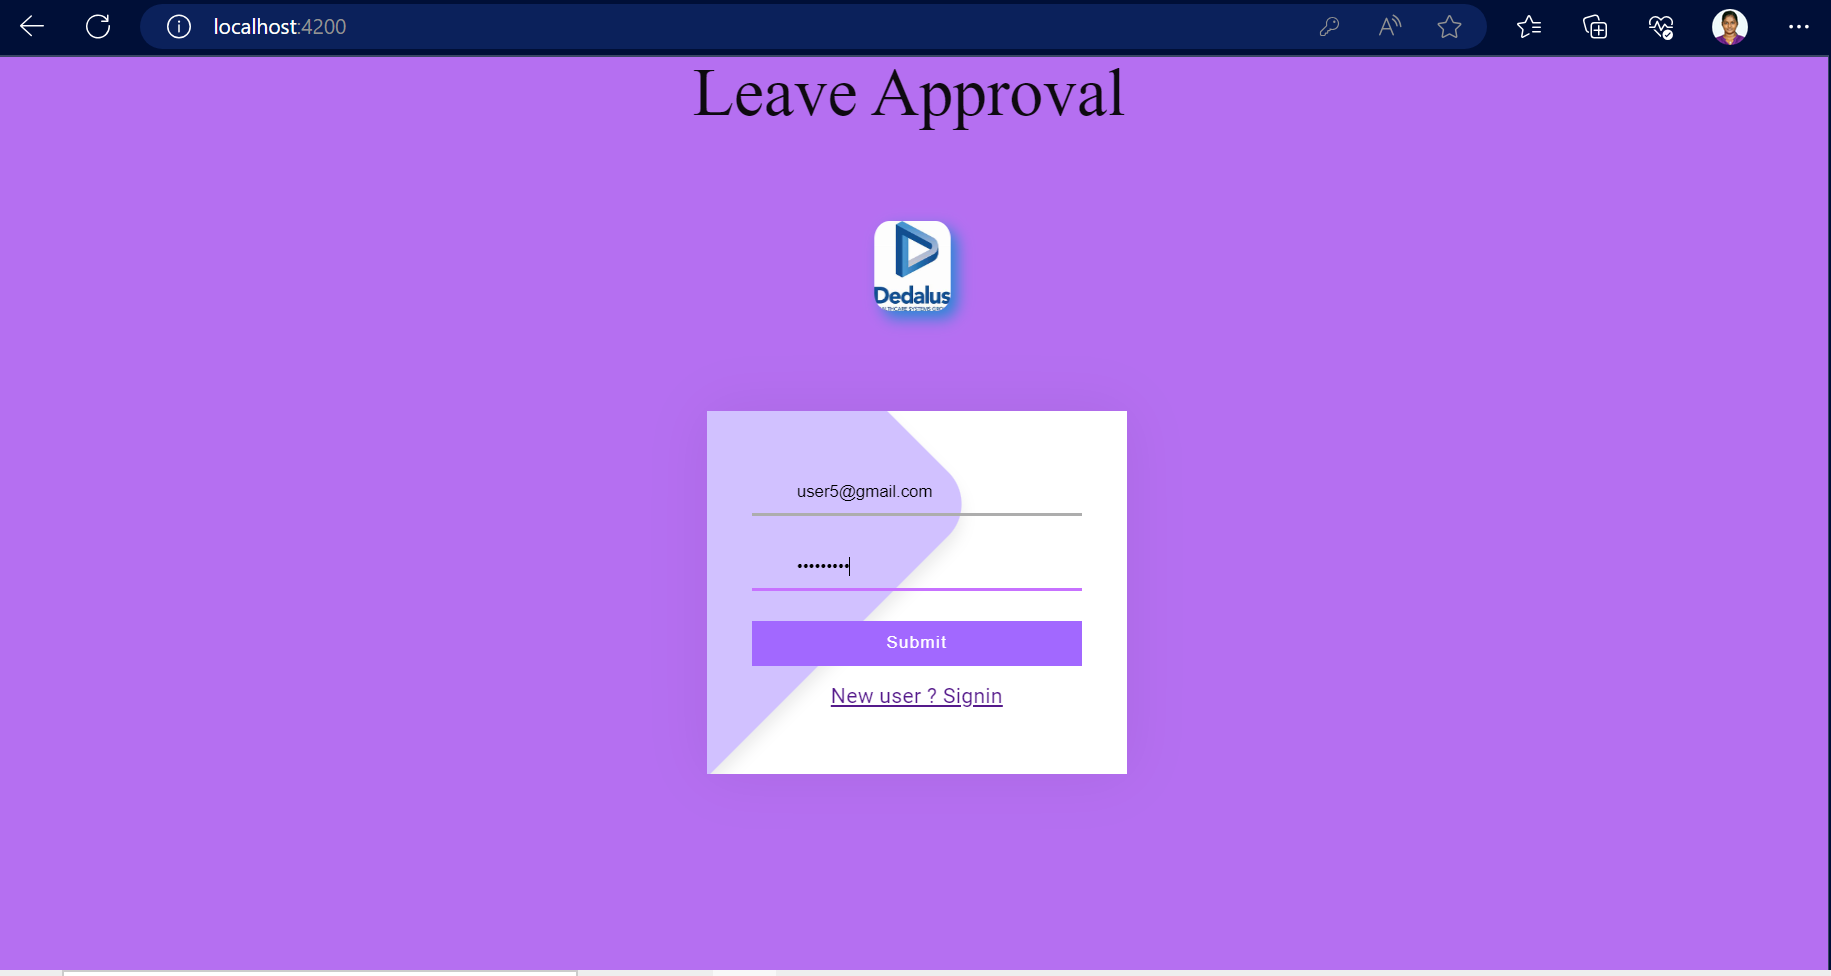 localhost:4200
Leave Approval
Dedalus
user5@gmail.com
•••••••••
Submit
New user ? Signin